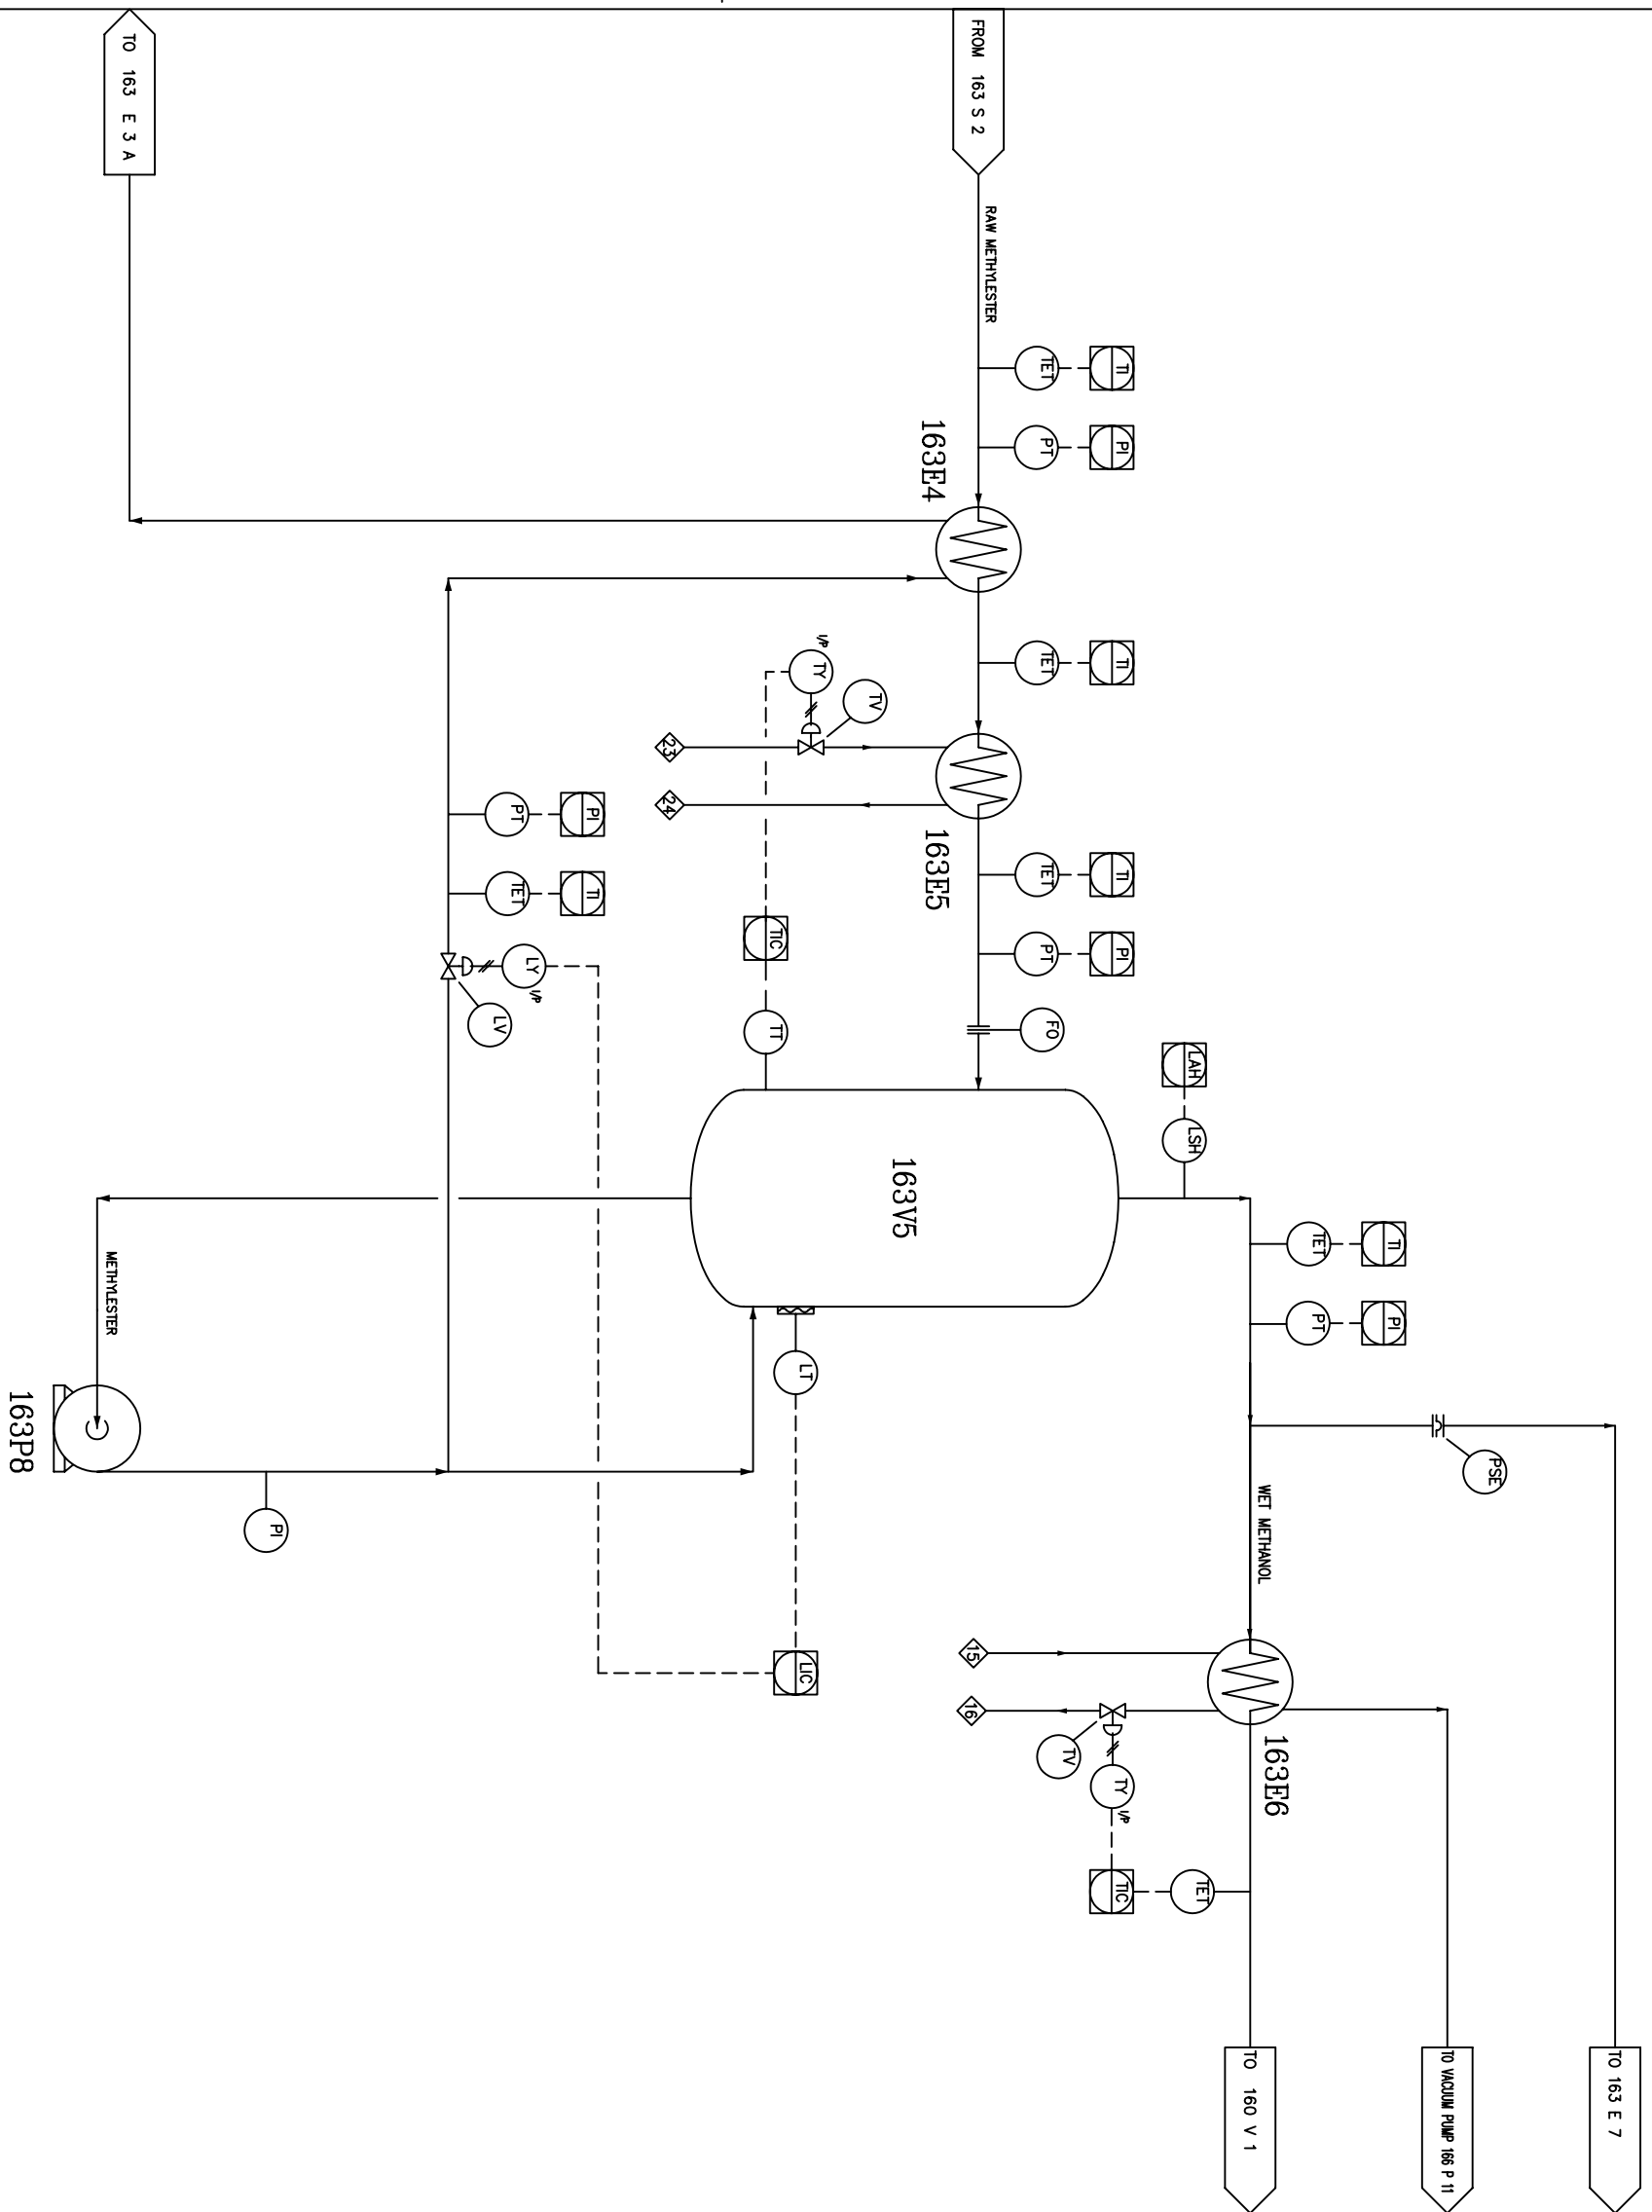 TO 163 E 7
PSE
TO VACUUM PUMP 166 P 11
TI
PI
TET
PT
163E6
WET METHANOL
TO 160 V 1
LAH
LSH
TET
TI
PI
TI
TI
PI
TY
I/P
TIC
TET
PT
TET
TET
PT
FO
TV
FROM 163 S 2
RAW METHYLESTER
15
16
163E4
163E5
163V5
TV
I/P
TY
LT
LIC
TIC
TT
23
24
PI
TI
LY
I/P
PT
TET
LV
PI
TO 163 E 3 A
METHYLESTER
163P8